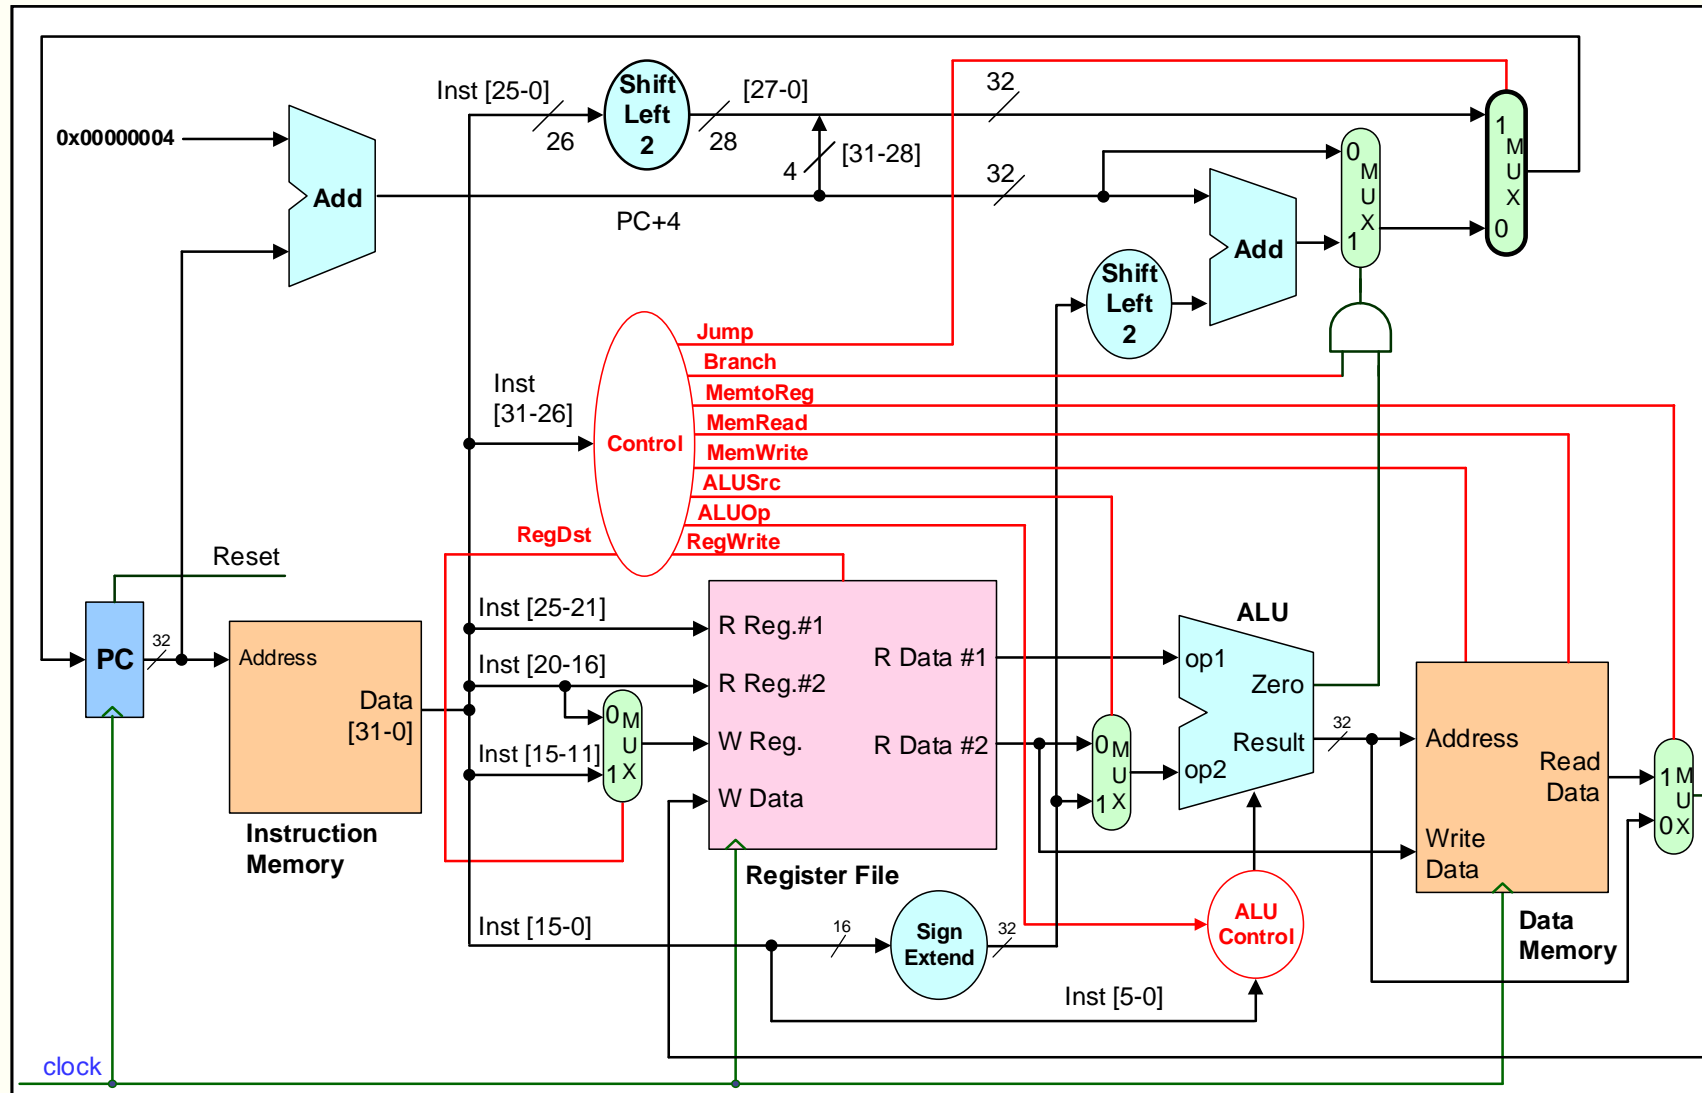 Inst [25-0]
Shift
Left
2
[27-0]
32
26
28
0x00000004
4
[31-28]
1
M
U
X
0
Add
PC+4
32
0
M
U
X
1
Add
Shift
Left
2
Jump
Branch
MemtoReg
MemRead
MemWrite
ALUSrc
ALUOp
RegWrite
RegDst
Control
Inst
[31-26]
Reset
PC
32
Address
Data
[31-0]
Instruction
Memory
Inst [25-21]
Inst [20-16]
Inst [15-11]
0
M
U
X
1
R Reg.#1
R Reg.#2
W Reg.
W Data
R Data #1
R Data #2
Register File
0
M
U
X
1
ALU
op1
Zero
Result
op2
32
Address
Read
Data
Write
Data
Data
Memory
1
M
U
X
0
Inst [15-0]
16
Sign
Extend
32
ALU
Control
Inst [5-0]
clock